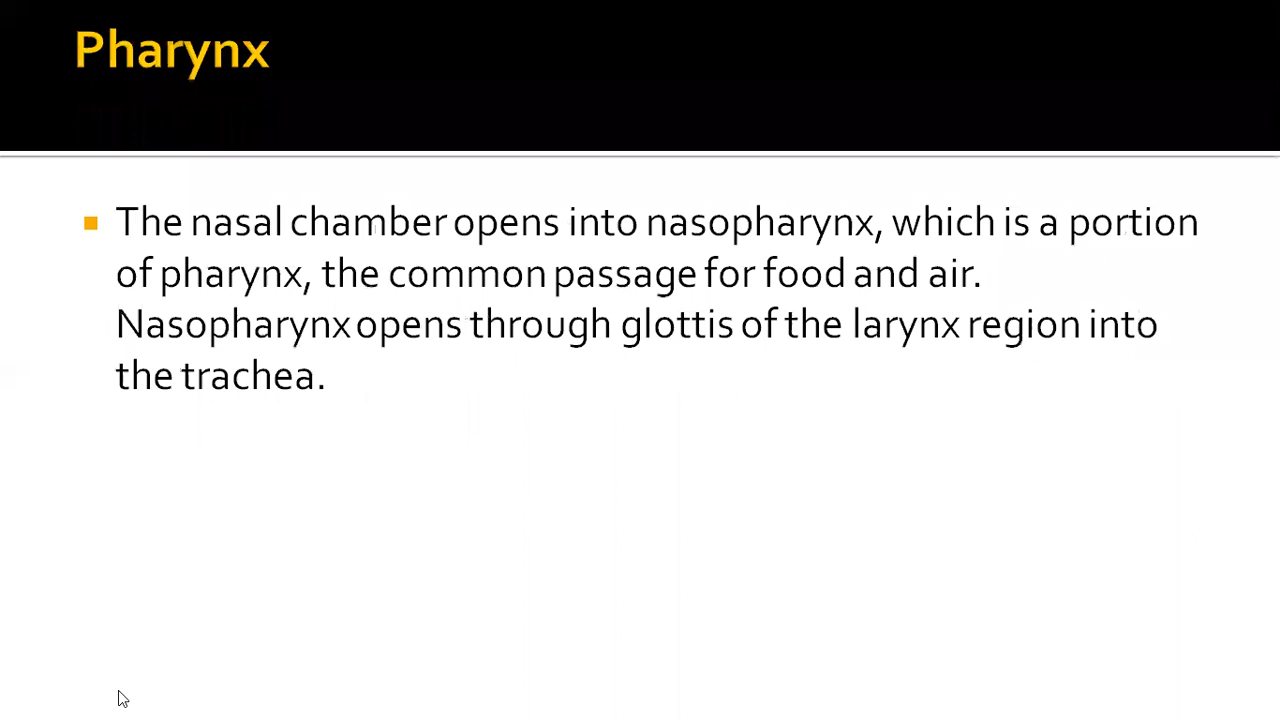 Pharynx
The nasal chamber opens into nasopharynx, which is a portion
of pharynx, the common passage for food and air.
Nasopharynx opens through glottis of the larynx region into
the trachea.